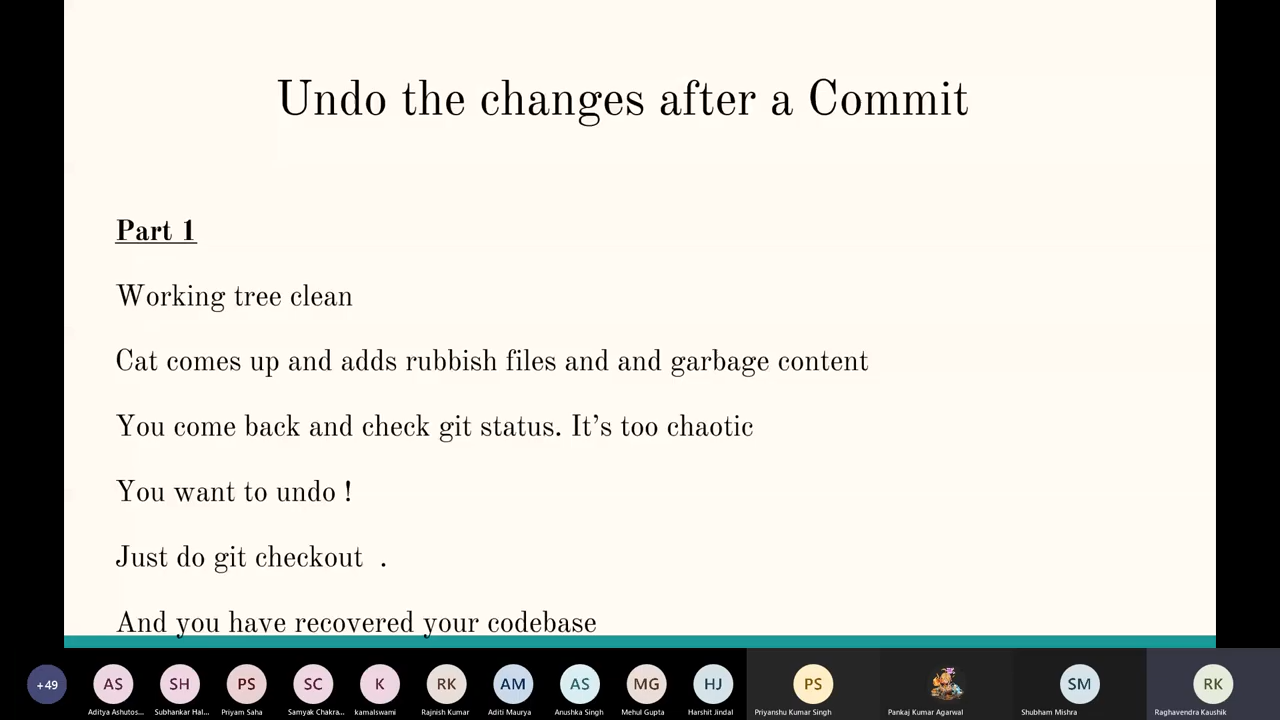 Undo the changes after a Commit
Part 1
Working tree clean
Cat comes up and adds rubbish files and and garbage content
You come back and check git status. It’s too chaotic
You want to undo !
Just do git checkout .
And you have recovered your codebase
+49
AS
SH
PS
SC
K
RK
AM
AS
MG
HJ
PS
SM
RK
Aditya Ashutos...
Subhankar Hal...
Priyam Saha
Samyak Chakra...
kamalswami
Rajnish Kumar
Aditi Maurya
Anushka Singh
Mehul Gupta
Harshit Jindal
Priyanshu Kumar Singh
Pankaj Kumar Agarwal
Shubham Mishra
Raghavendra Kaushik